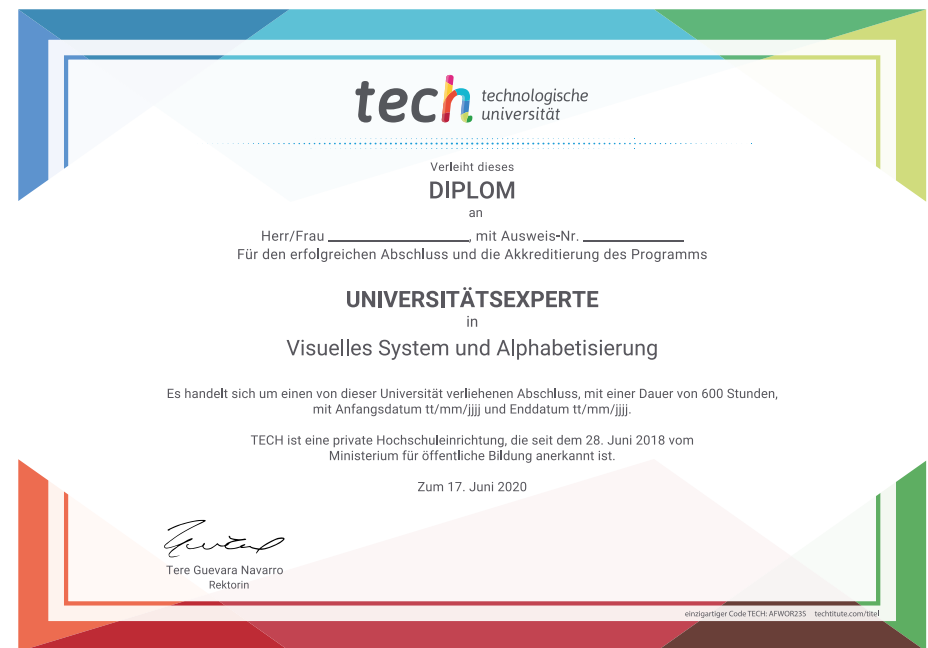 tech technologische
universität
Verleiht dieses
DIPLOM
an
Herr/Frau ____________________, mit Ausweis-Nr. ______________
Für den erfolgreichen Abschluss und die Akkreditierung des Programms
UNIVERSITÄTSEXPERTE
in
Visuelles System und Alphabetisierung
Es handelt sich um einen von dieser Universität verliehenen Abschluss, mit einer Dauer von 600 Stunden,
mit Anfangsdatum tt/mm/jjjj und Enddatum tt/mm/jjjj.
TECH ist eine private Hochschuleinrichtung, die seit dem 28. Juni 2018 vom
Ministerium für öffentliche Bildung anerkannt ist.
Zum 17. Juni 2020
Tere Guevara Navarro
Rektorin
einzigartiger Code TECH: AFWOR23S techtitute.com/titel